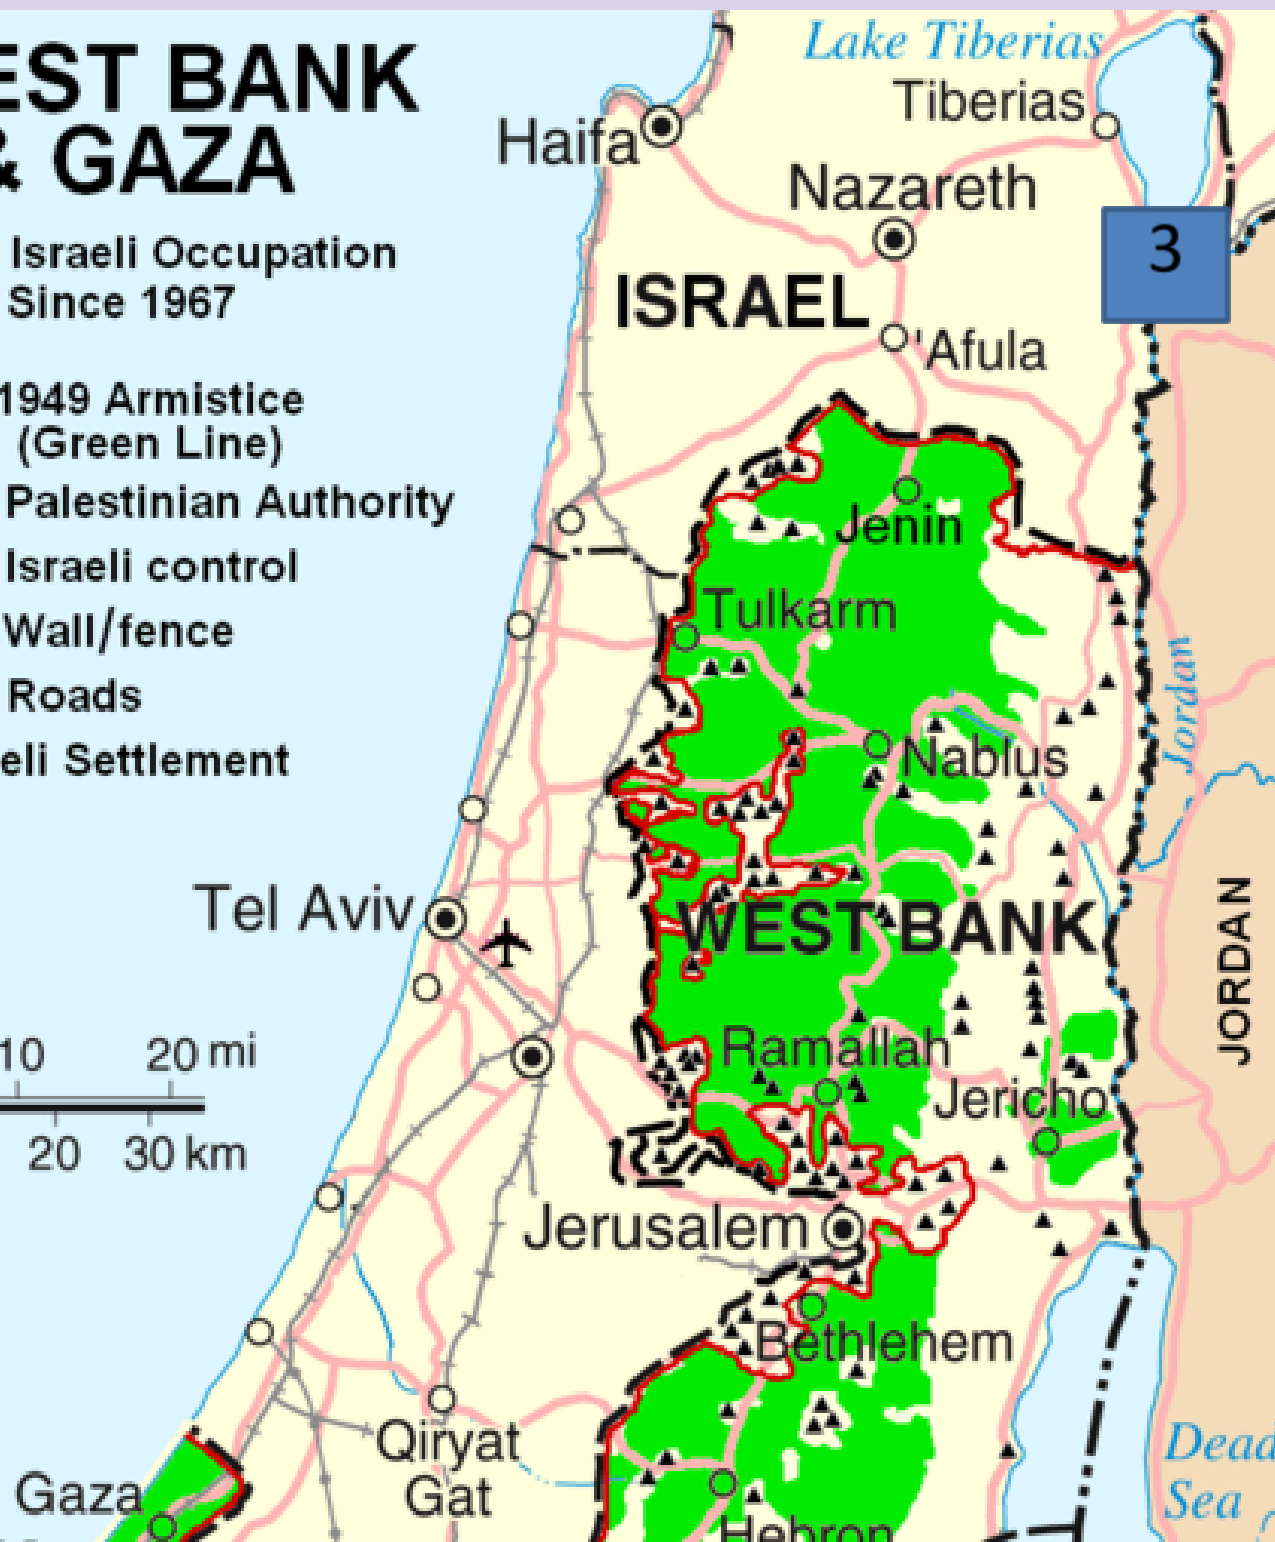 EST BANK
& GAZA
Israeli Occupation
Since 1967
1949 Armistice
(Green Line)
Palestinian Authority
Israeli control
Wall/fence
Roads
eli Settlement
10 20 mi
20 30 km
Lake Tiberias
Tiberias
Haifa
Nazareth
3
ISRAEL
'Afula
Jenin
Tulkarm
Jordan
Nablus
Tel Aviv
WEST BANK
JORDAN
Ramallah
Jericho
Jerusalem
Bethlehem
Qiryat
Gat
Dead
Sea
Gaza
Hebron